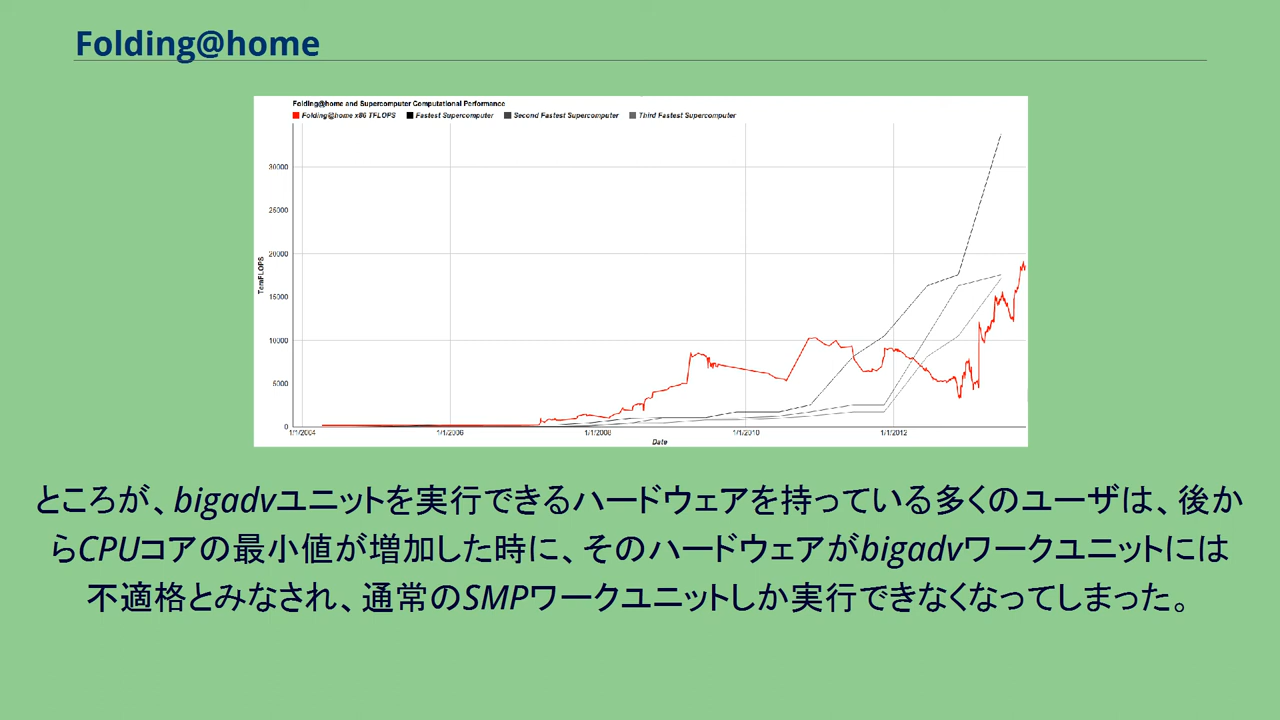 Folding@home
Folding@home and Supercomputer Computational Performance
Folding@home x86 TFLOPS Fastest Supercomputer Second Fastest Supercomputer Third Fastest Supercomputer
30000
25000
20000
15000
10000
5000
0
TeraFLOPS
1/1/2004 1/1/2006 1/1/2008 1/1/2010 1/1/2012
Date
ところが、bigadvユニットを実行できるハードウェアを持っている多くのユーザは、後か
らCPUコアの最小値が増加した時に、そのハードウェアがbigadvワークユニットには
不適格とみなされ、通常のSMPワークユニットしか実行できなくなってしまった。